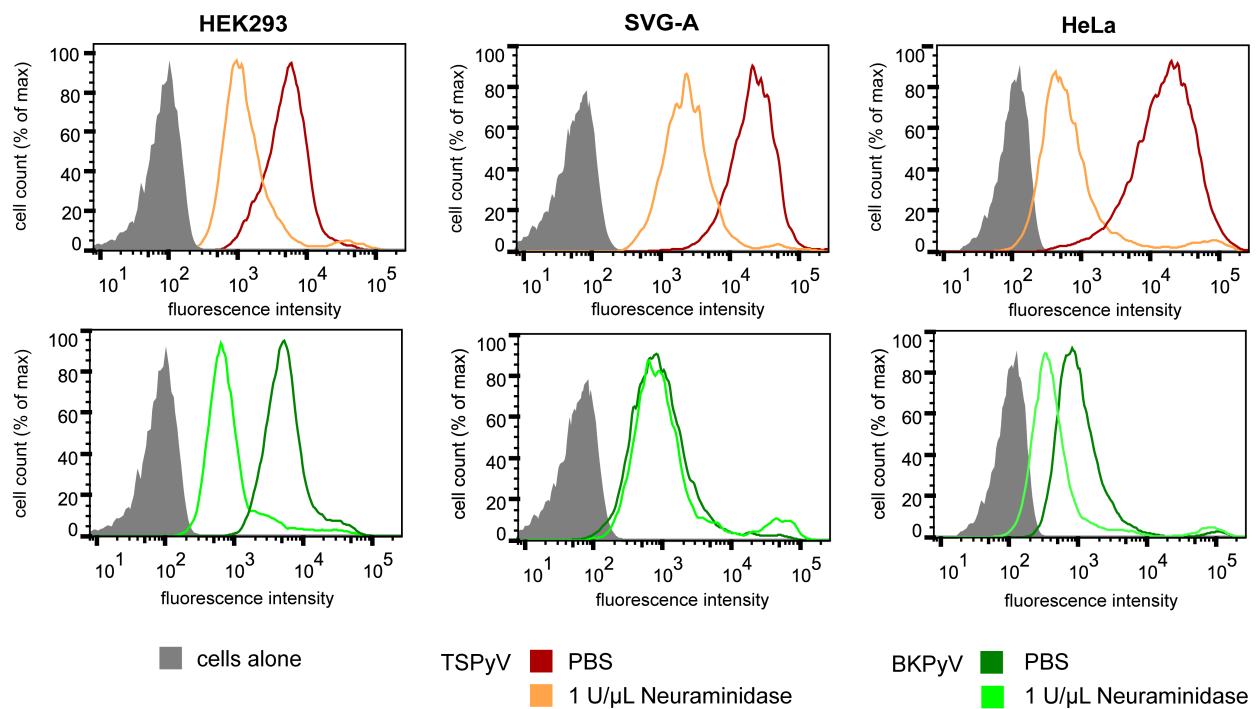 HEK293
SVG-A
HeLa
cell count (% of max)
100
80
60
40
20
0
10¹ 10² 10³ 10⁴ 10⁵
fluorescence intensity
cell count (% of max)
100
80
60
40
20
0
10¹ 10² 10³ 10⁴ 10⁵
fluorescence intensity
cell count (% of max)
100
80
60
40
20
0
10¹ 10² 10³ 10⁴ 10⁵
fluorescence intensity
cell count (% of max)
100
80
60
40
20
0
10¹ 10² 10³ 10⁴ 10⁵
fluorescence intensity
cell count (% of max)
100
80
60
40
20
0
10¹ 10² 10³ 10⁴ 10⁵
fluorescence intensity
cell count (% of max)
100
80
60
40
20
0
10¹ 10² 10³ 10⁴ 10⁵
fluorescence intensity
cells alone
TSPyV PBS
1 U/µL Neuraminidase
BKPyV PBS
1 U/µL Neuraminidase